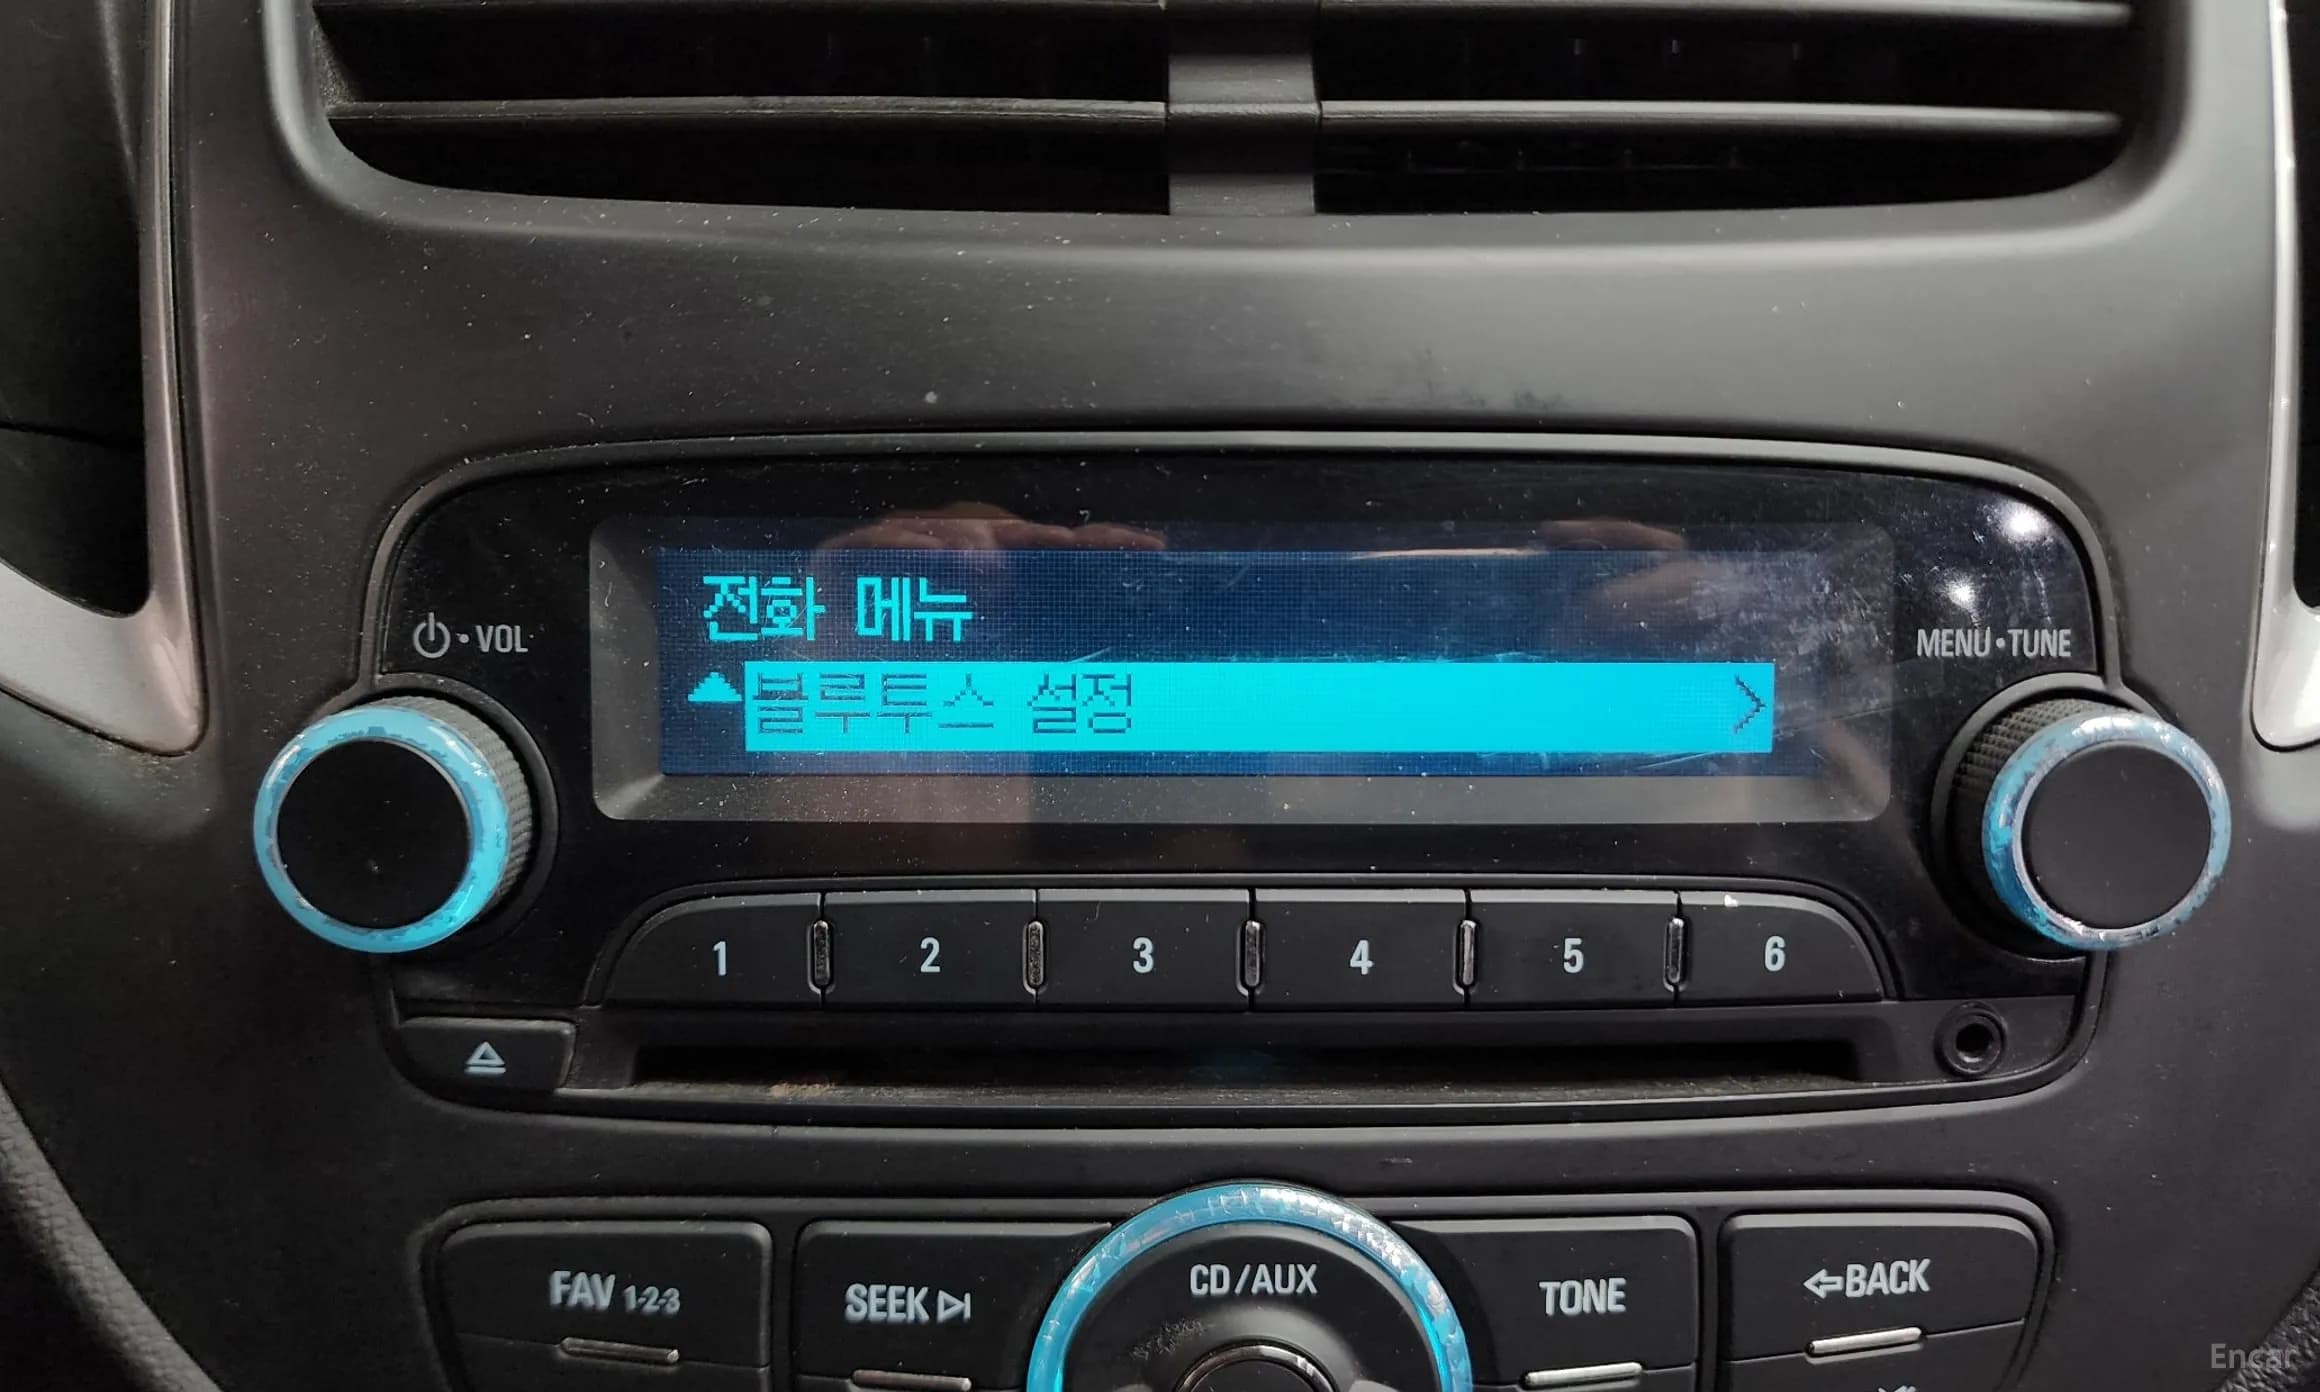 전화 메뉴
블루투스 설정
VOL
MENU•TUNE
1 2 3 4 5 6
FAV 1-2-3
SEEK
CD/AUX
TONE
BACK
Encar